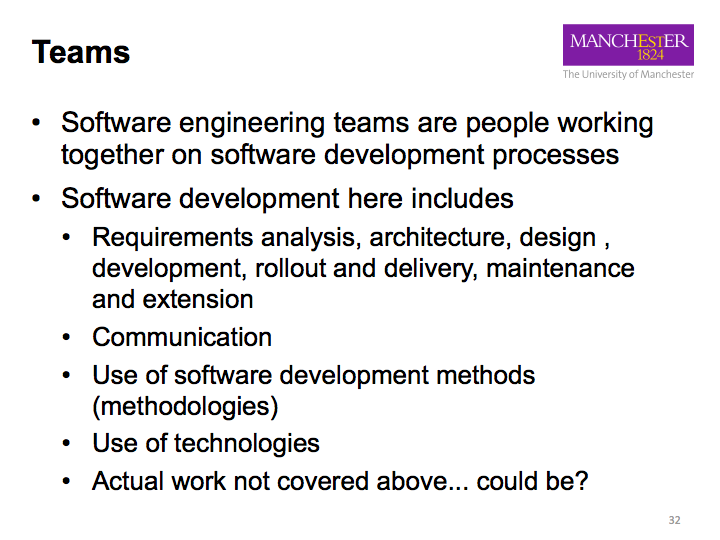 Teams
MANCHESTER
1824
The University of Manchester
• Software engineering teams are people working
together on software development processes
• Software development here includes
• Requirements analysis, architecture, design ,
development, rollout and delivery, maintenance
and extension
• Communication
• Use of software development methods
(methodologies)
• Use of technologies
• Actual work not covered above... could be?
32